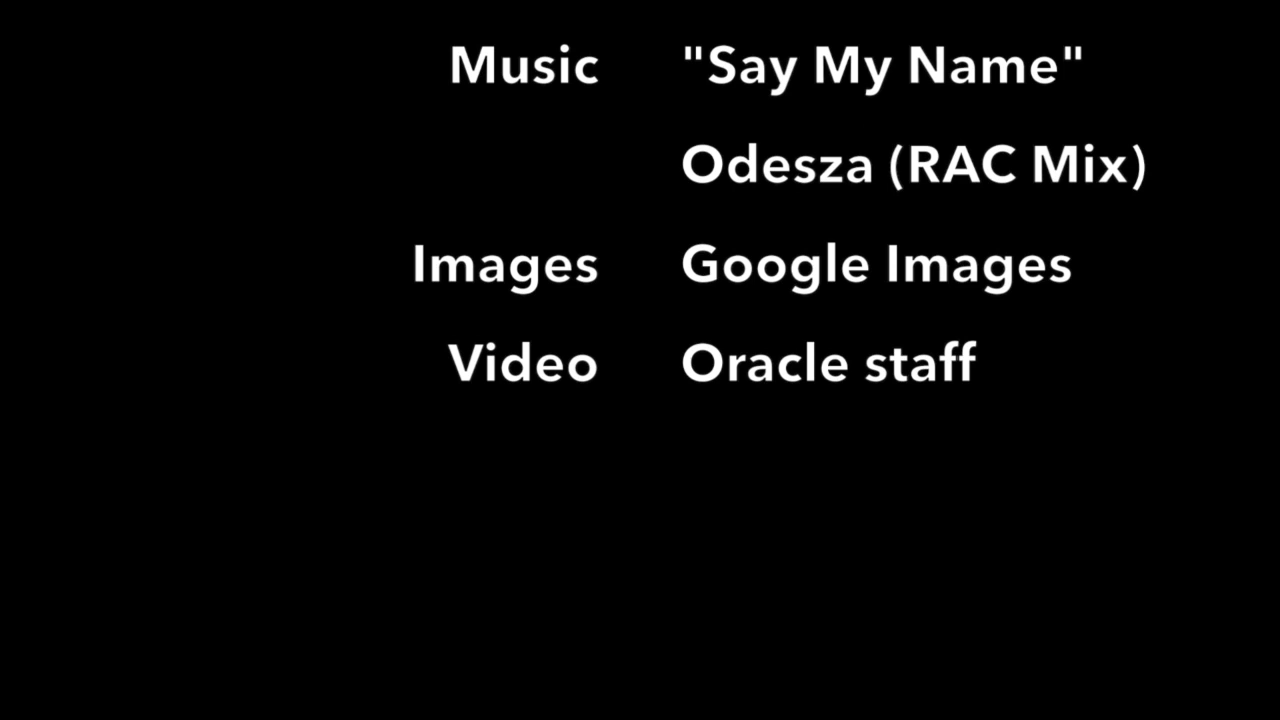 Music "Say My Name"
Odesza (RAC Mix)
Images Google Images
Video Oracle staff